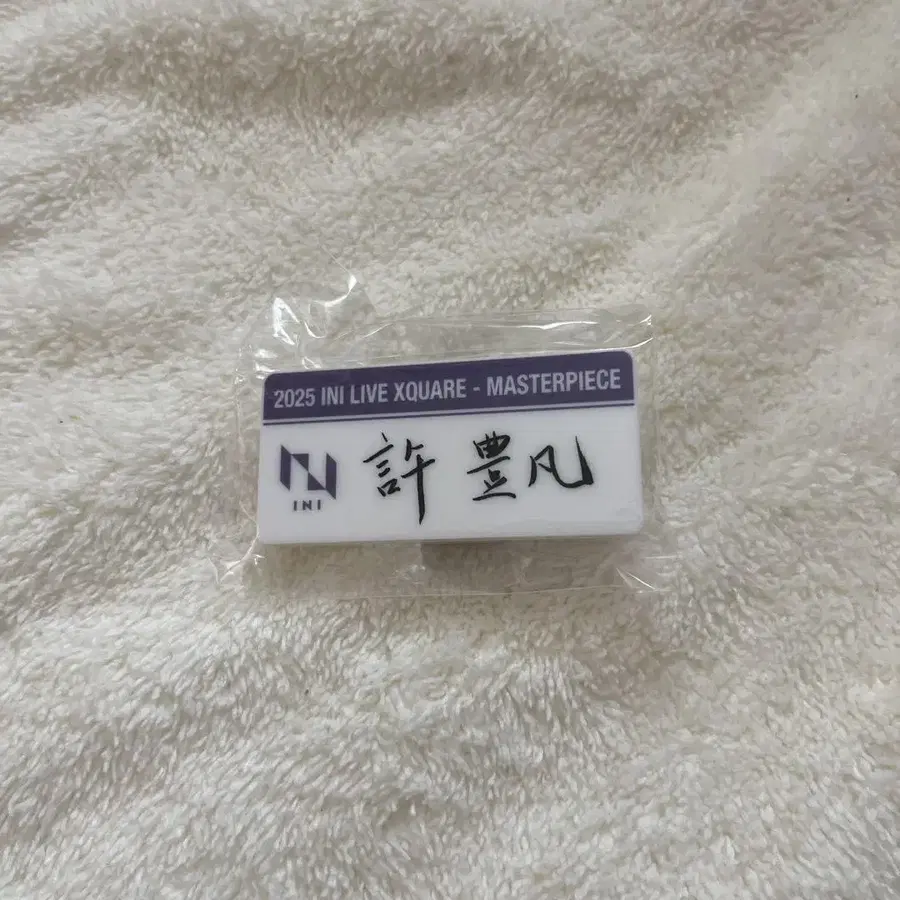 2025 INI LIVE XQUARE - MASTERPIECE
許 豊凡
INI